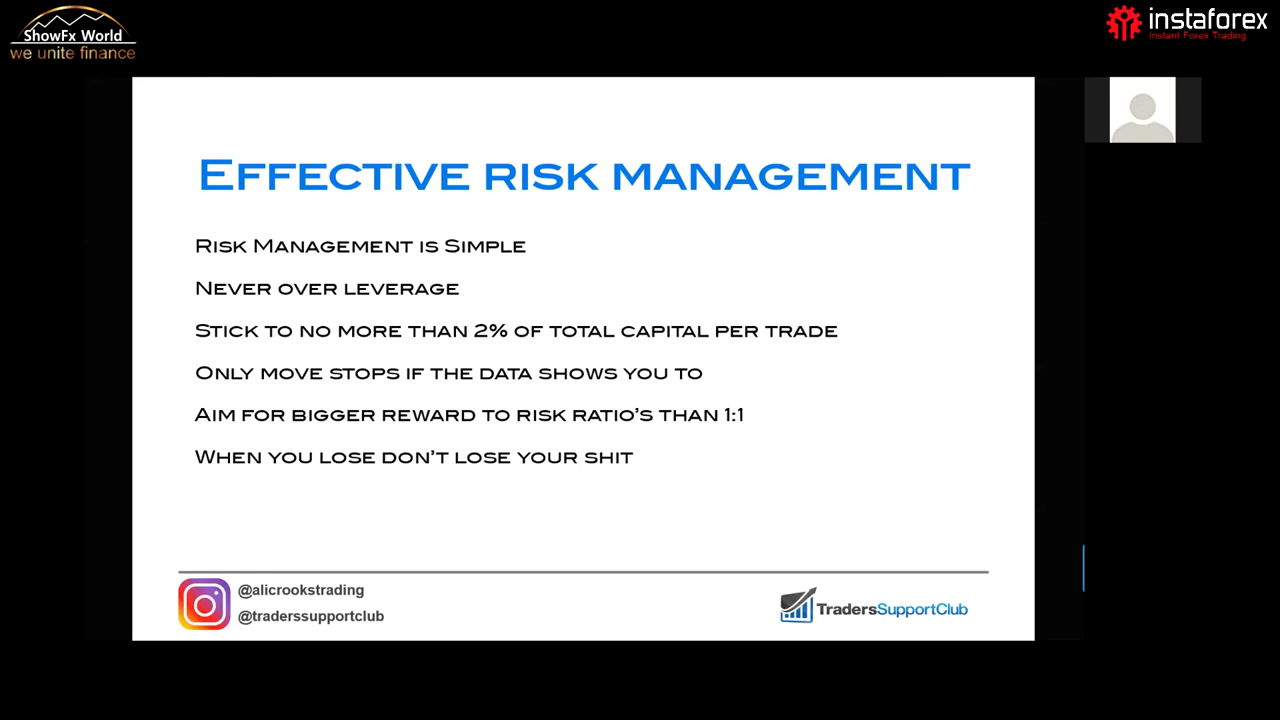 ShowFx World
we unite finance
instaforex
Instant Forex Trading
EFFECTIVE RISK MANAGEMENT
RISK MANAGEMENT IS SIMPLE
NEVER OVER LEVERAGE
STICK TO NO MORE THAN 2% OF TOTAL CAPITAL PER TRADE
ONLY MOVE STOPS IF THE DATA SHOWS YOU TO
AIM FOR BIGGER REWARD TO RISK RATIO'S THAN 1:1
WHEN YOU LOSE DON'T LOSE YOUR SHIT
@alicrookstrading
@traderssupportclub
TradersSupportClub